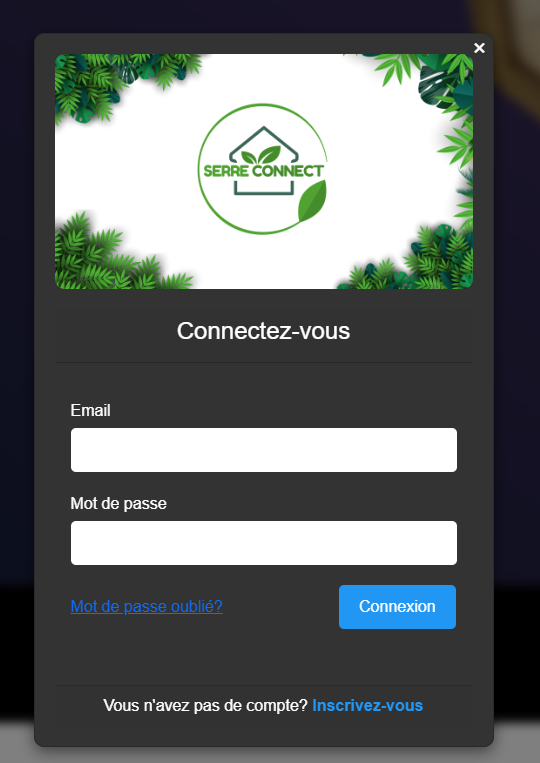 ×
SERRE CONNECT
Connectez-vous
Email
Mot de passe
Mot de passe oublié?
Connexion
Vous n'avez pas de compte? Inscrivez-vous